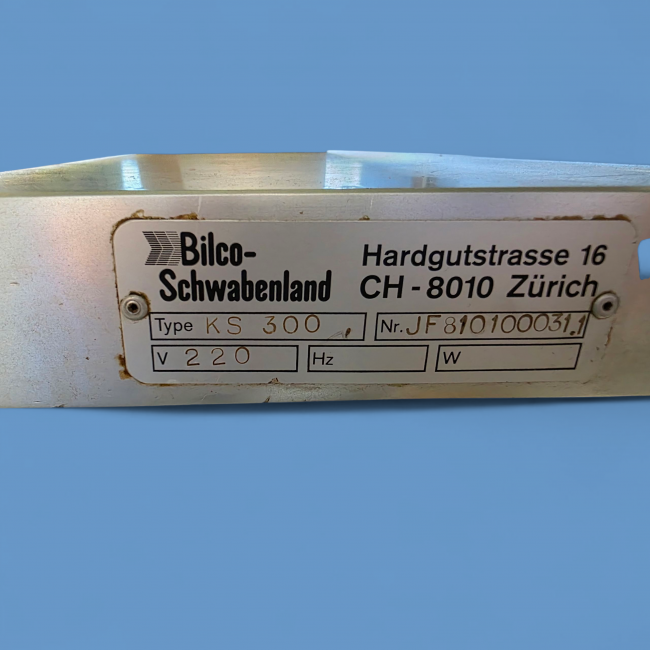 Bilco-
Schwabenland
Hardgutstrasse 16
CH - 8010 Zürich
Type KS 300
Nr. JF810100031.1
V 220
Hz
W